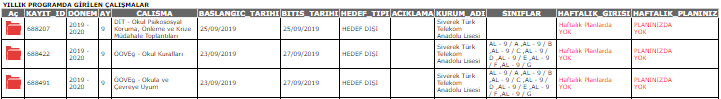 YILLIK PROGRAMDA GİRİLEN ÇALIŞMALAR
AÇ KAYIT_ID DONEM AY ÇALIŞMA BAŞLANGIÇ_TARİHİ BİTİŞ_TARİHİ HEDEF_TİPİ ACIKLAMA KURUM_ADI SINIFLAR HAFTALIK_GİRİŞİ HAFTALIK_PLANINIZ
688207 2019 - 2020 9 DİT - Okul Psikososyal Koruma, Önleme ve Krize Müdahale Toplantıları 25/09/2019 25/09/2019 HEDEF DIŞI Siverek Türk Telekom Anadolu Lisesi Haftalık Planlarda YOK PLANINIZDA YOK
688422 2019 - 2020 9 OOVEg - Okul Kuralları 23/09/2019 27/09/2019 HEDEF DIŞI Siverek Türk Telekom Anadolu Lisesi AL - 9 / A ,AL - 9 / B ,AL - 9 / C ,AL - 9 / D ,AL - 9 / E ,AL - 9 / F ,AL - 9 / G Haftalık Planlarda YOK PLANINIZDA YOK
688491 2019 - 2020 9 OOVEg - Okula ve Çevreye Uyum 23/09/2019 27/09/2019 HEDEF DIŞI Siverek Türk Telekom Anadolu Lisesi AL - 9 / A ,AL - 9 / B ,AL - 9 / C ,AL - 9 / D ,AL - 9 / E ,AL - 9 / F ,AL - 9 / G Haftalık Planlarda YOK PLANINIZDA YOK